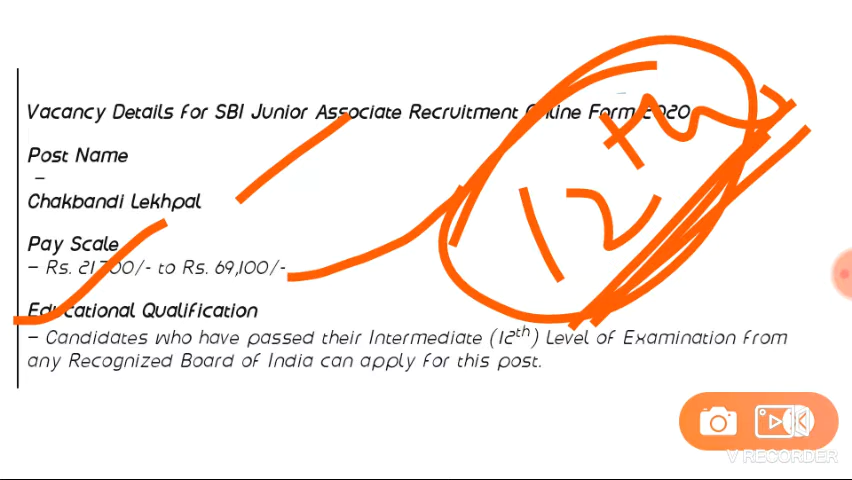 Vacancy Details for SBI Junior Associate Recruitment Online Form 2020
Post Name
–
Chakbandi Lekhpal
Pay Scale
– Rs. 21,700/- to Rs. 69,100/-
Educational Qualification
– Candidates who have passed their Intermediate (12th) Level of Examination from
any Recognized Board of India can apply for this post.
12th
V RECORDER